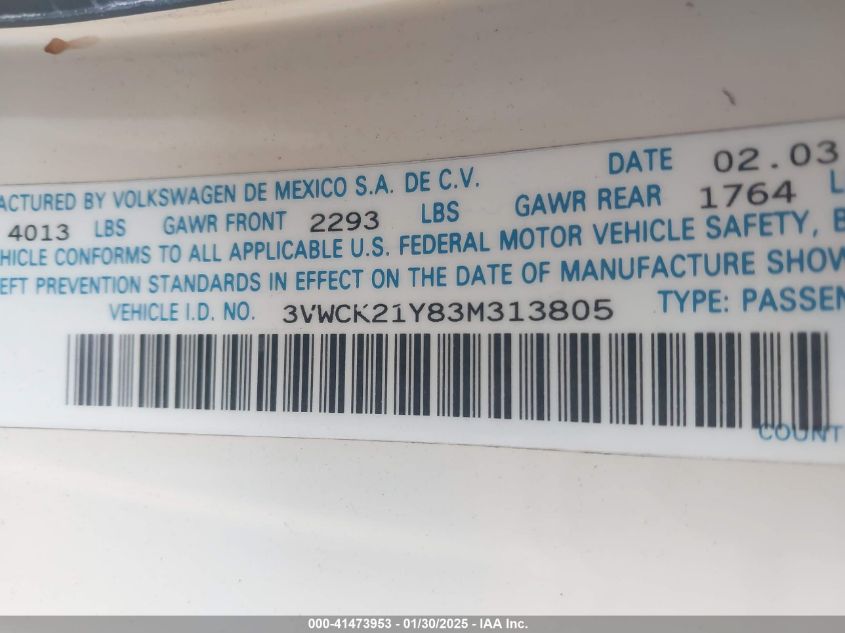 DATE 02.03
ACTURED BY VOLKSWAGEN DE MEXICO S.A. DE C.V.
4013 LBS GAWR FRONT 2293 LBS GAWR REAR 1764 L
HICLE CONFORMS TO ALL APPLICABLE U.S. FEDERAL MOTOR VEHICLE SAFETY, B
EFT PREVENTION STANDARDS IN EFFECT ON THE DATE OF MANUFACTURE SHOW
VEHICLE I.D. NO. 3VWCK21Y83M313805 TYPE: PASSEN
COUNT
000-41473953 - 01/30/2025 - IAA Inc.